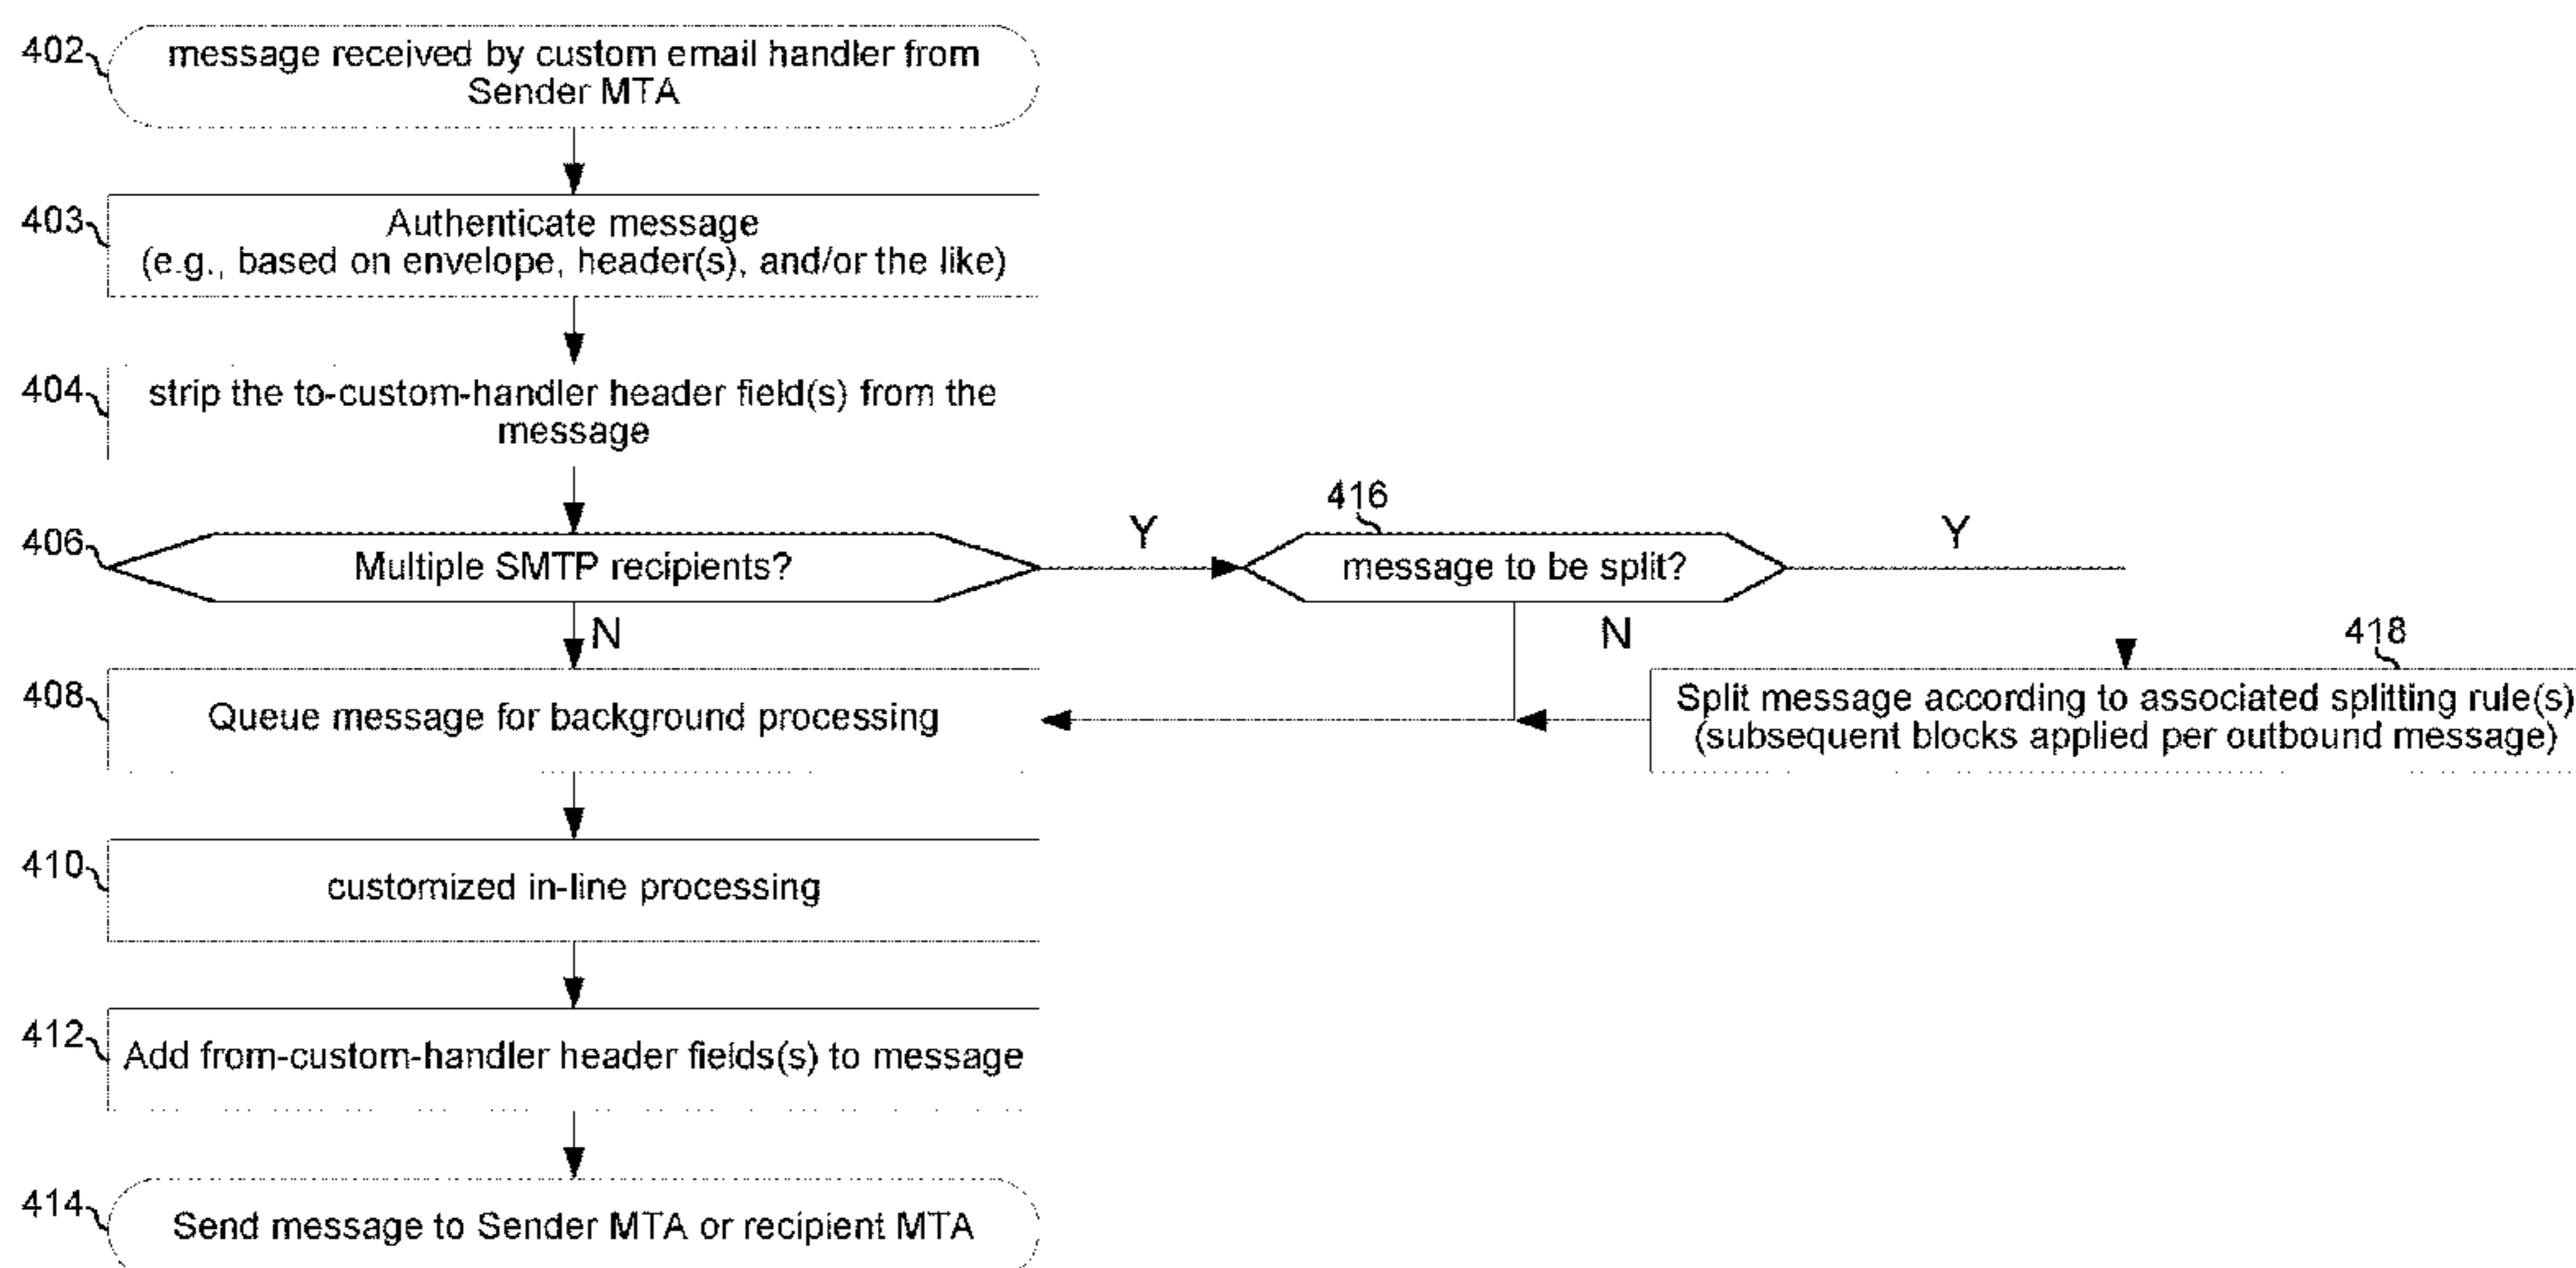 402
message received by custom email handler from
Sender MTA
403
Authenticate message
(e.g., based on envelope, header(s), and/or the like)
404
strip the to-custom-handler header field(s) from the
message
406
Multiple SMTP recipients?
Y
416
message to be split?
Y
N
N
418
Split message according to associated splitting rule(s)
(subsequent blocks applied per outbound message)
408
Queue message for background processing
410
customized in-line processing
412
Add from-custom-handler header fields(s) to message
414
Send message to Sender MTA or recipient MTA